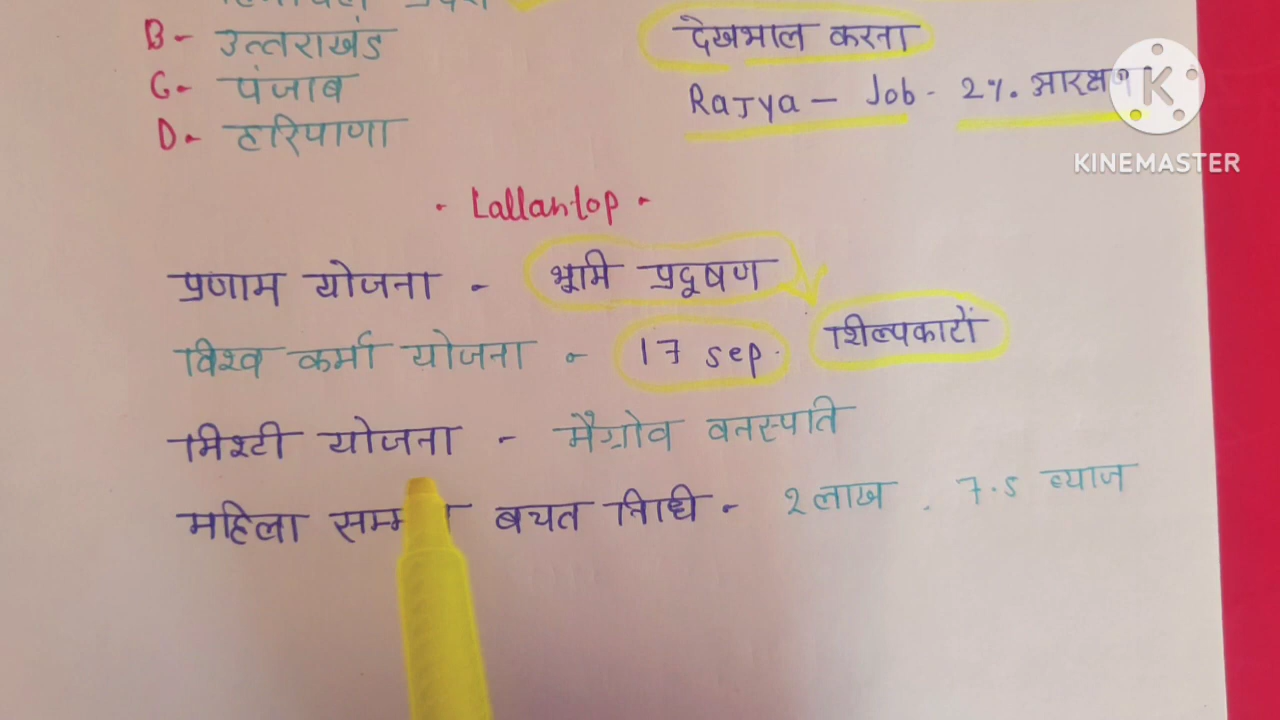 B- उत्तराखंड
C- पंजाब
D- हरियाणा
देखभाल करना
Rajya - Job - 2%. आरक्षण
KINEMASTER
- Lallantop -
प्रणाम योजना - भूमि प्रदूषण
विश्व कर्मा योजना - 17 sep. शिल्पकारों
मिश्टी योजना - मैग्रोव वनस्पति
महिला बचत निधि - 2 लाख . 7.5 ब्याज